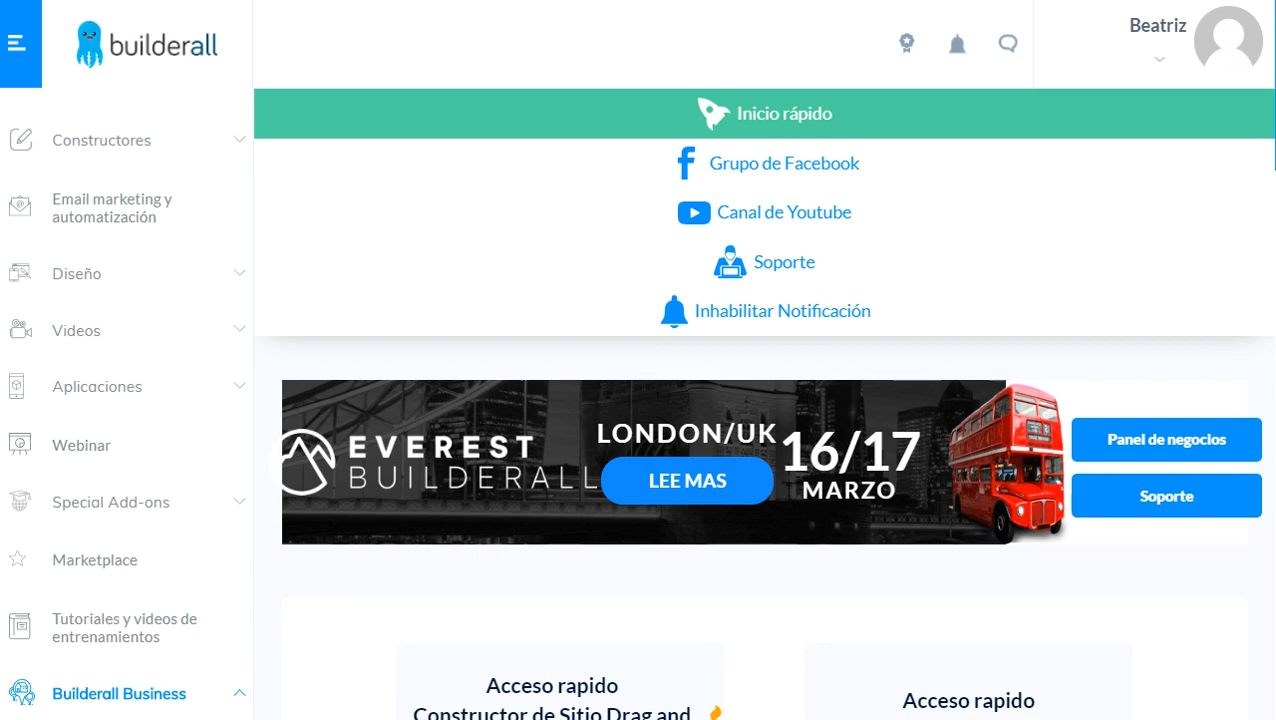 builderall
Beatriz
Constructores
Email marketing y
automatización
Diseño
Videos
Aplicaciones
Webinar
Special Add-ons
Marketplace
Tutoriales y videos de
entrenamientos
Builderall Business
Inicio rápido
Grupo de Facebook
Canal de Youtube
Soporte
Inhabilitar Notificación
EVEREST
BUILDERALL
LONDON/UK
LEE MAS
16/17
MARZO
Panel de negocios
Soporte
Acceso rapido
Constructor de Sitio Drag and
Acceso rapido